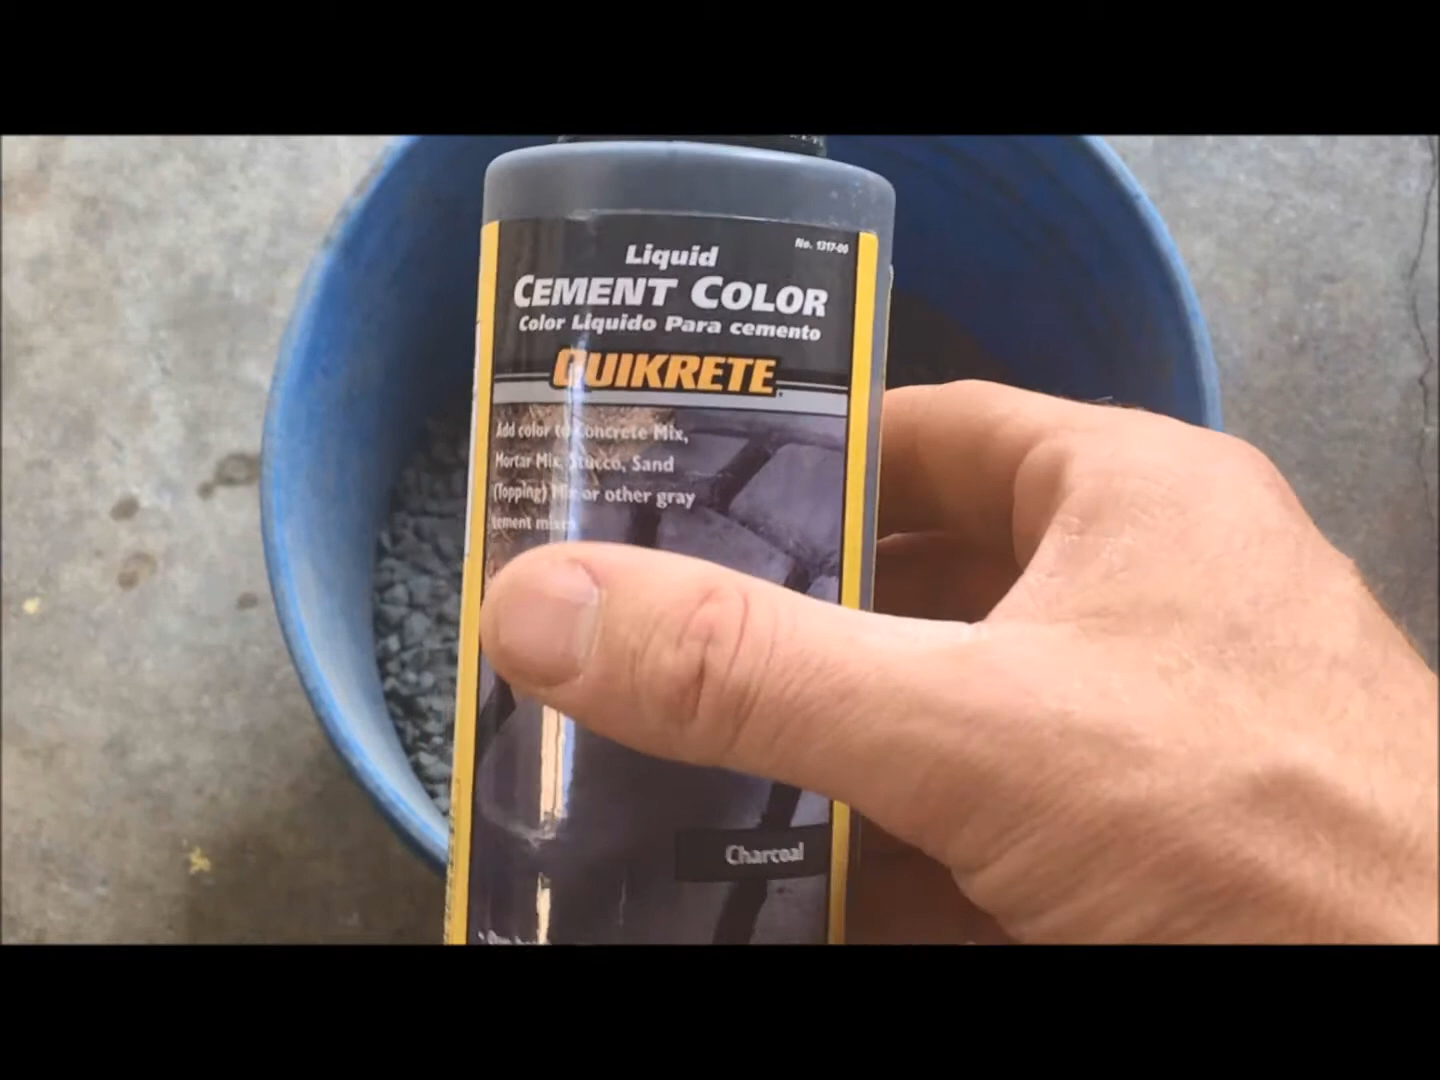 No. 1317-00
Liquid
CEMENT COLOR
Color Líquido Para cemento
QUIKRETE
Add color to Concrete Mix,
Mortar Mix, Stucco, Sand
(Topping) Mix or other gray
cement mixes
Charcoal